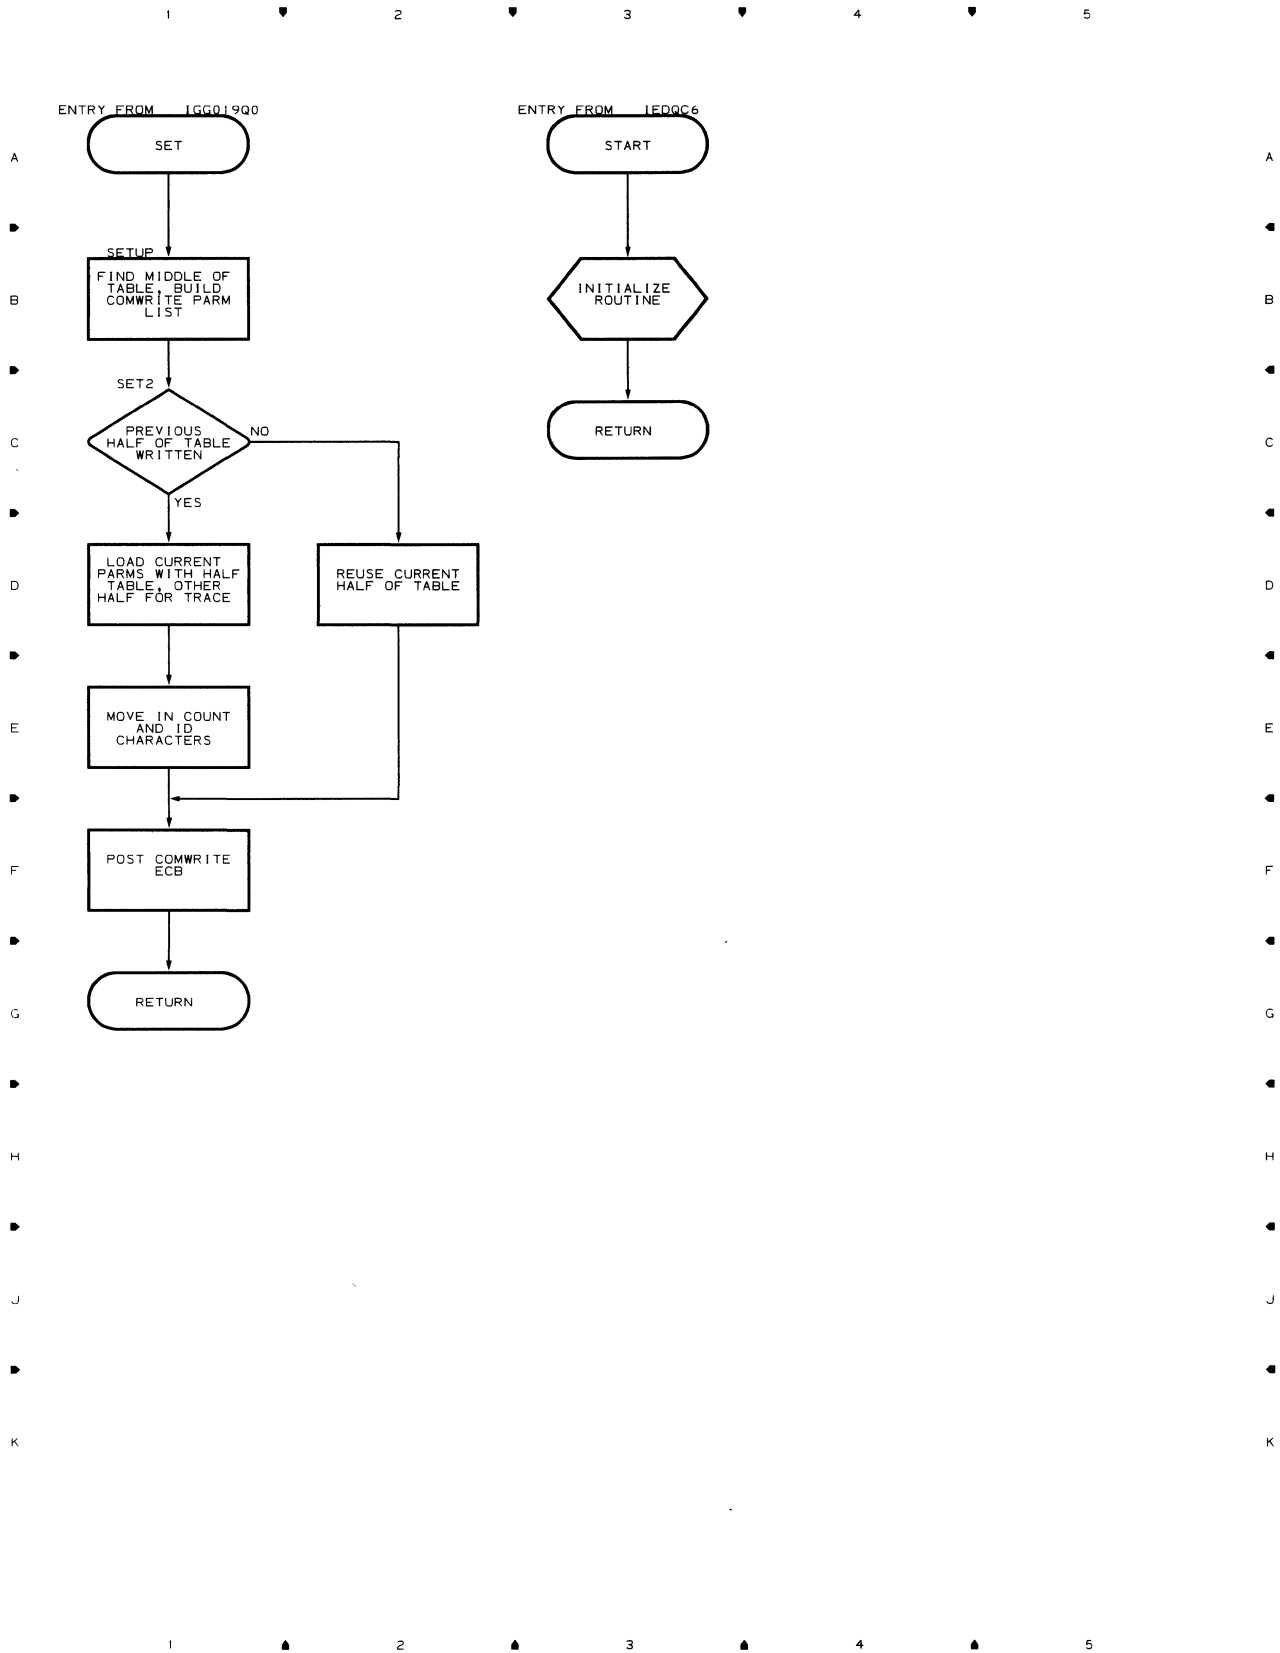 1 2 3 4 5
ENTRY FROM IGG019Q0
SET
SETUP
FIND MIDDLE OF
TABLE, BUILD
COMWRITE PARM
LIST
SET2
PREVIOUS
HALF OF TABLE
WRITTEN
NO
YES
LOAD CURRENT
PARMS WITH HALF
TABLE, OTHER
HALF FOR TRACE
REUSE CURRENT
HALF OF TABLE
MOVE IN COUNT
AND ID
CHARACTERS
POST COMWRITE
ECB
RETURN
ENTRY FROM IEDQC6
START
INITIALIZE
ROUTINE
RETURN
A A
B B
C C
D D
E E
F F
G G
H H
J J
K K
1 2 3 4 5